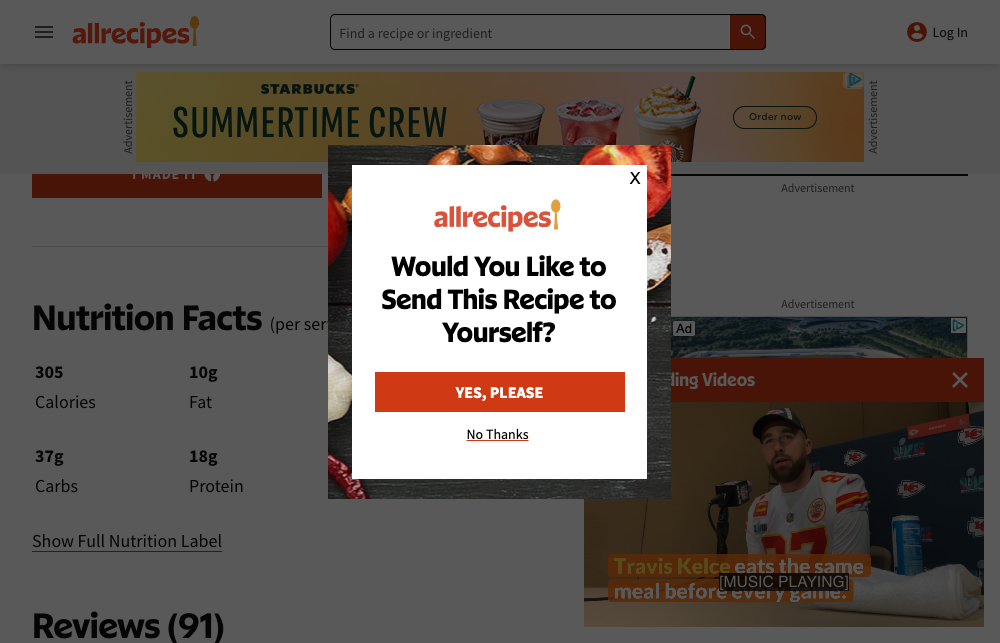 allrecipes
Find a recipe or ingredient
Log In
Advertisement
STARBUCKS®
SUMMERTIME CREW
Order now
Advertisement
I MADE IT
Advertisement
X
allrecipes
Would You Like to
Send This Recipe to
Yourself?
YES, PLEASE
No Thanks
Nutrition Facts (per ser
305
Calories
10g
Fat
37g
Carbs
18g
Protein
Show Full Nutrition Label
Reviews (91)
Advertisement
Ad
ding Videos
Travis Kelce eats the same
meal before every game.
[MUSIC PLAYING]